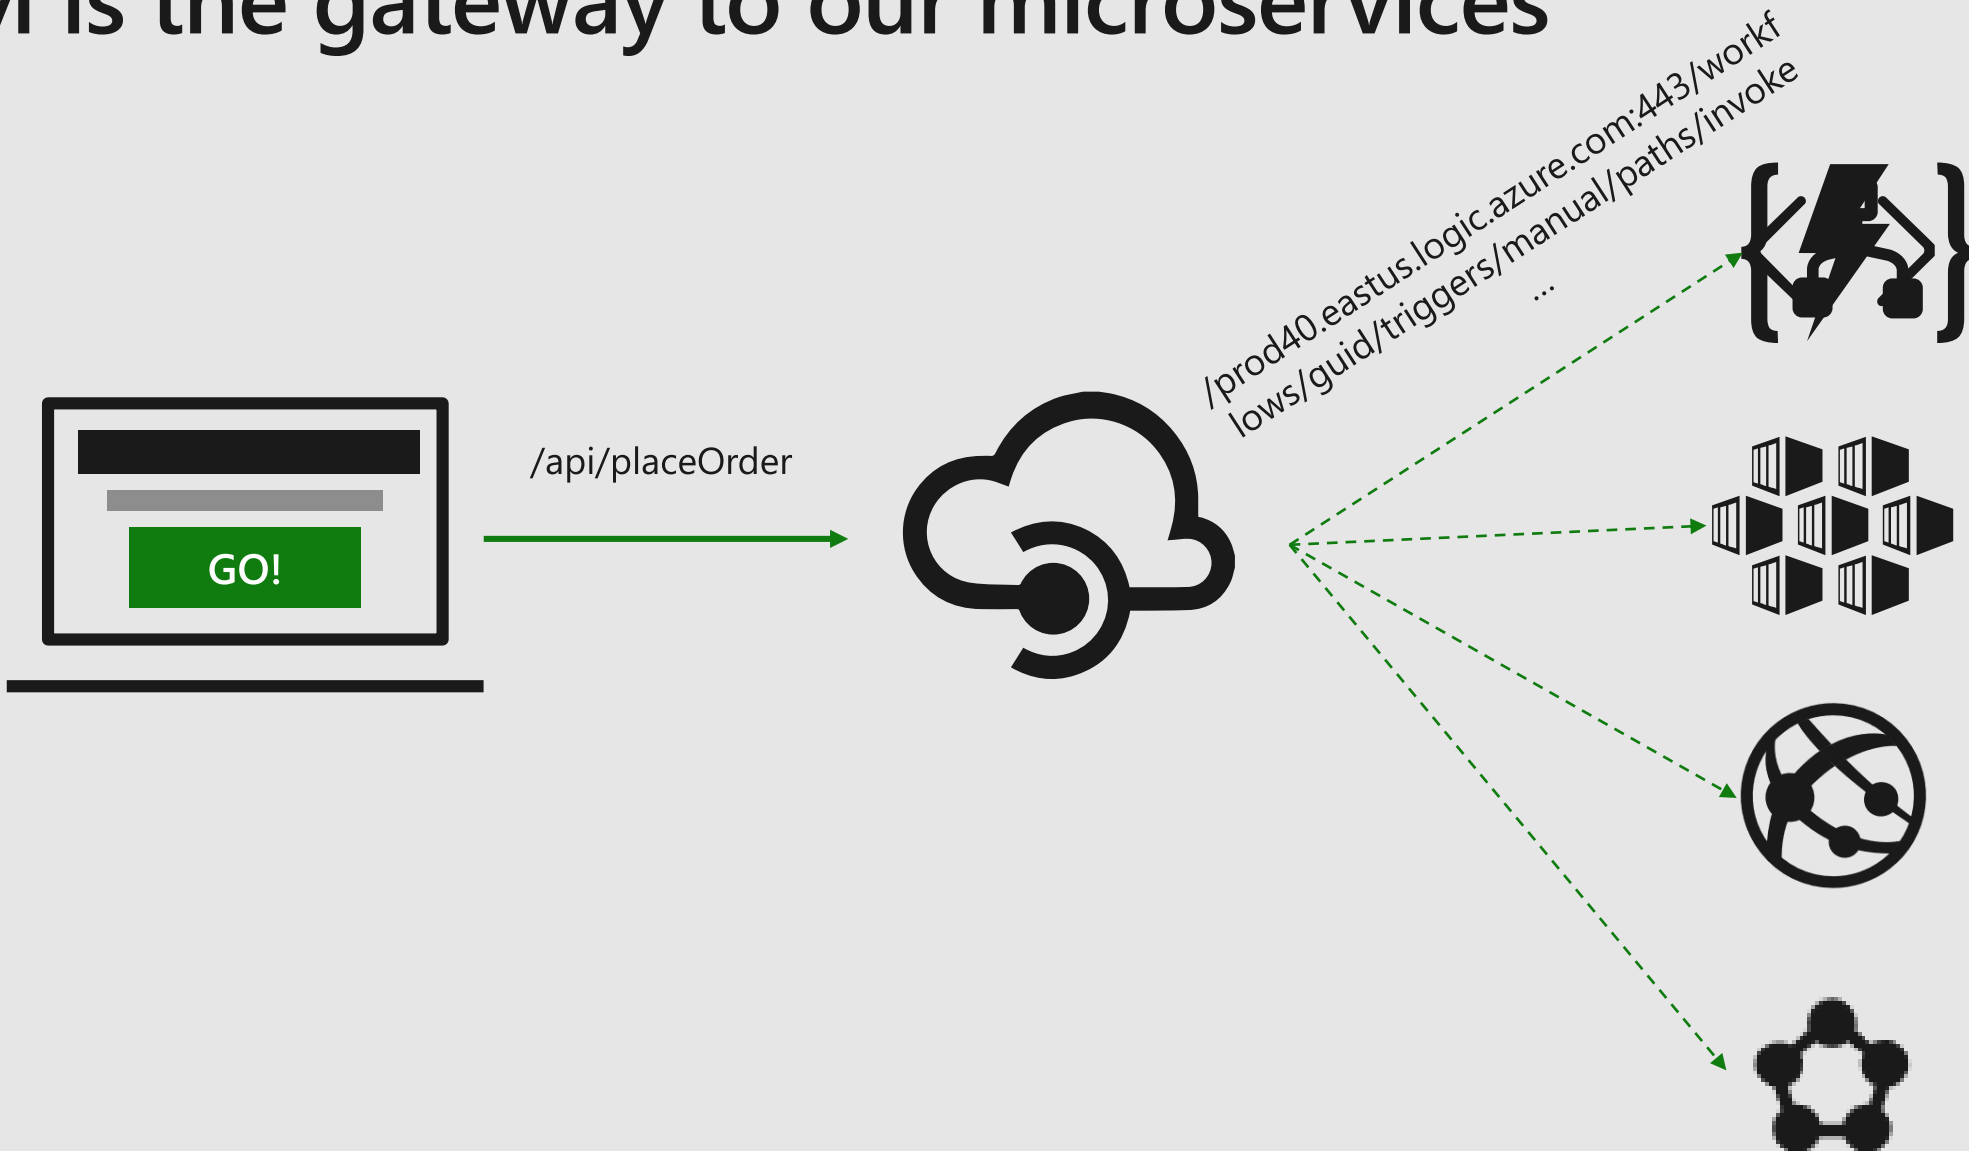 is the gateway to our microservices
/prod40.eastus.logic.azure.com:443/workf
lows/guid/triggers/manual/paths/invoke
...
/api/placeOrder
GO!